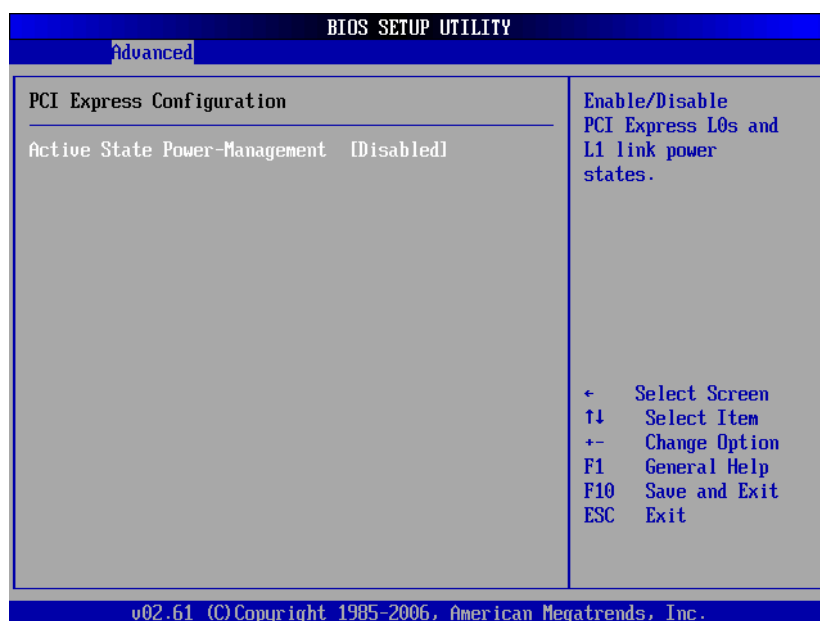 BIOS SETUP UTILITY
Advanced
PCI Express Configuration
Active State Power-Management [Disabled]
Enable/Disable
PCI Express L0s and
L1 link power
states.
← Select Screen
↑↓ Select Item
+- Change Option
F1 General Help
F10 Save and Exit
ESC Exit
v02.61 (C)Copyright 1985-2006, American Megatrends, Inc.